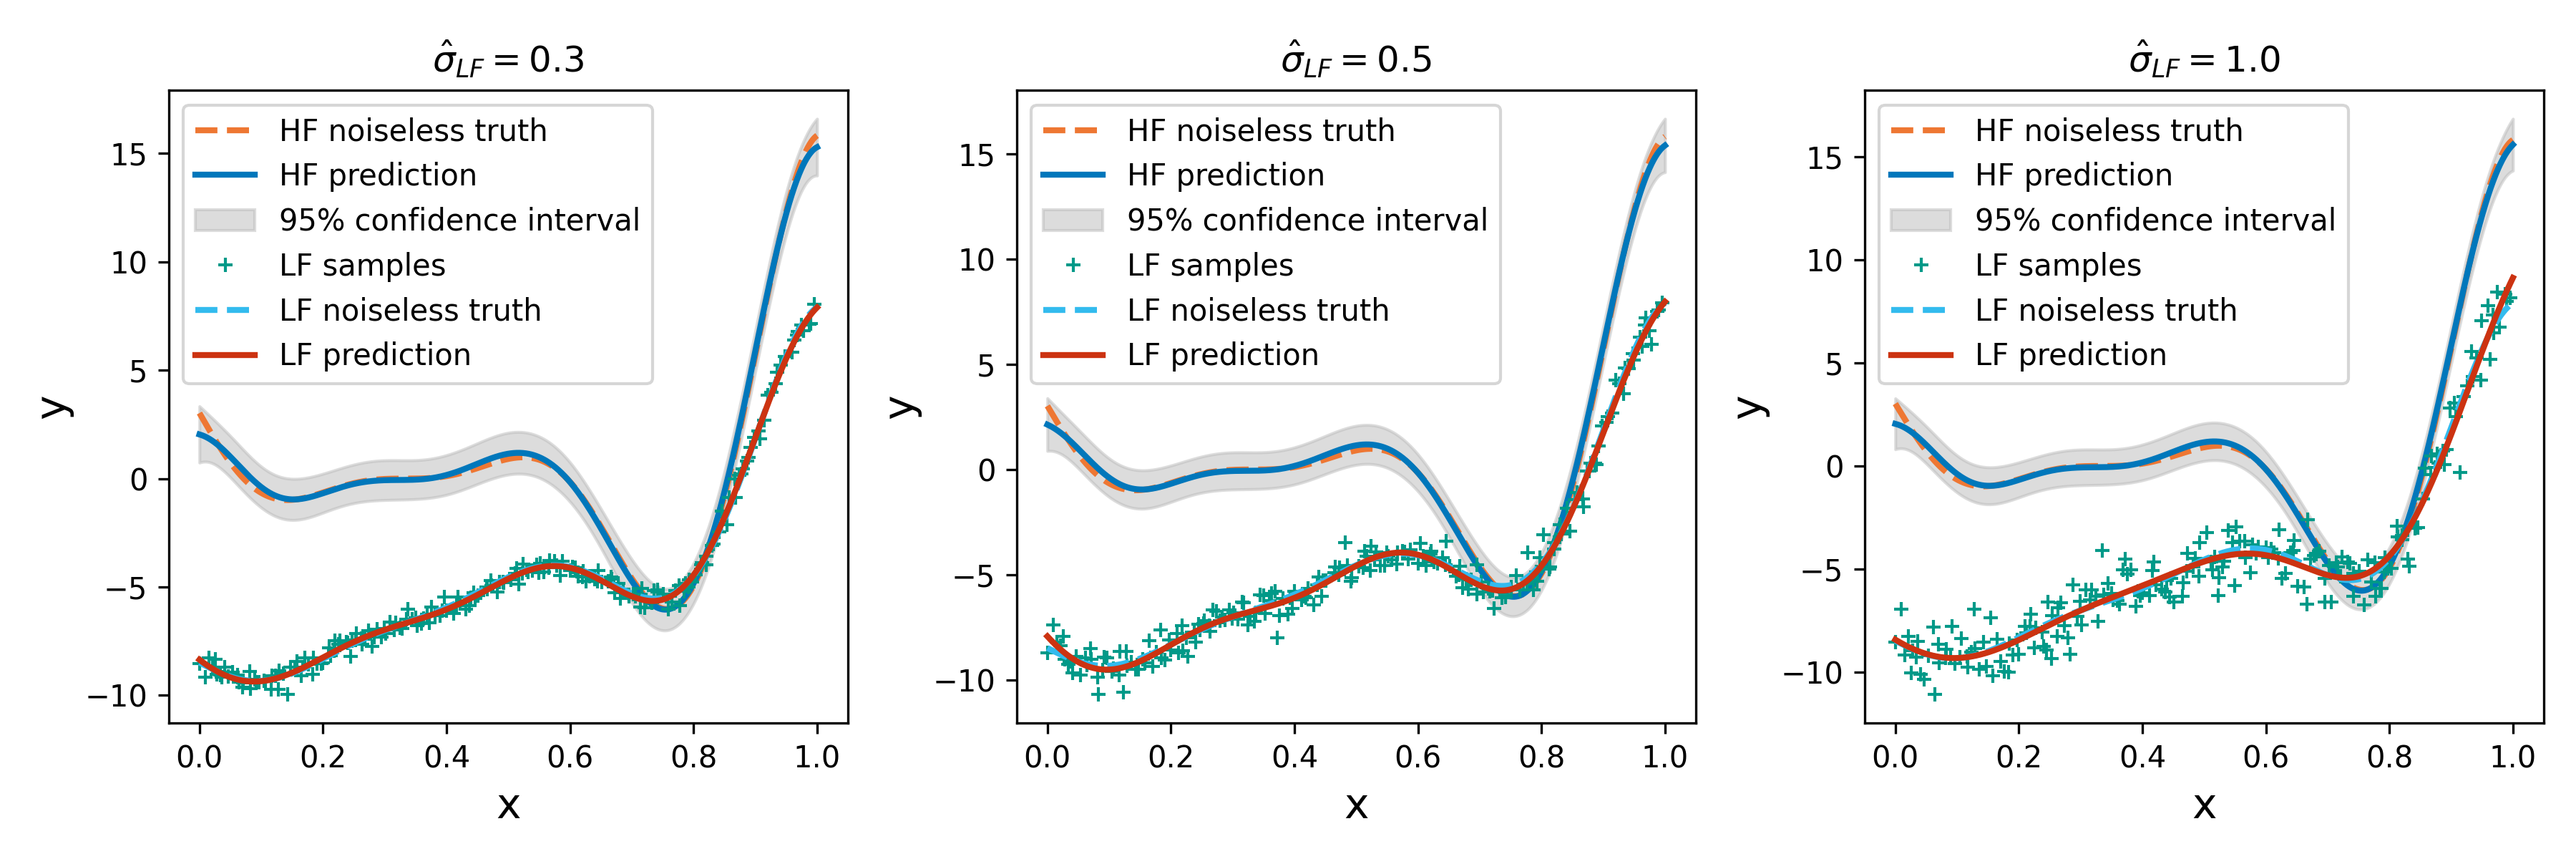 σ̂_LF = 0.3
HF noiseless truth
HF prediction
95% confidence interval
LF samples
LF noiseless truth
LF prediction
15
10
5
0
−5
−10
y
0.0 0.2 0.4 0.6 0.8 1.0
x
σ̂_LF = 0.5
HF noiseless truth
HF prediction
95% confidence interval
LF samples
LF noiseless truth
LF prediction
15
10
5
0
−5
−10
y
0.0 0.2 0.4 0.6 0.8 1.0
x
σ̂_LF = 1.0
HF noiseless truth
HF prediction
95% confidence interval
LF samples
LF noiseless truth
LF prediction
15
10
5
0
−5
−10
y
0.0 0.2 0.4 0.6 0.8 1.0
x